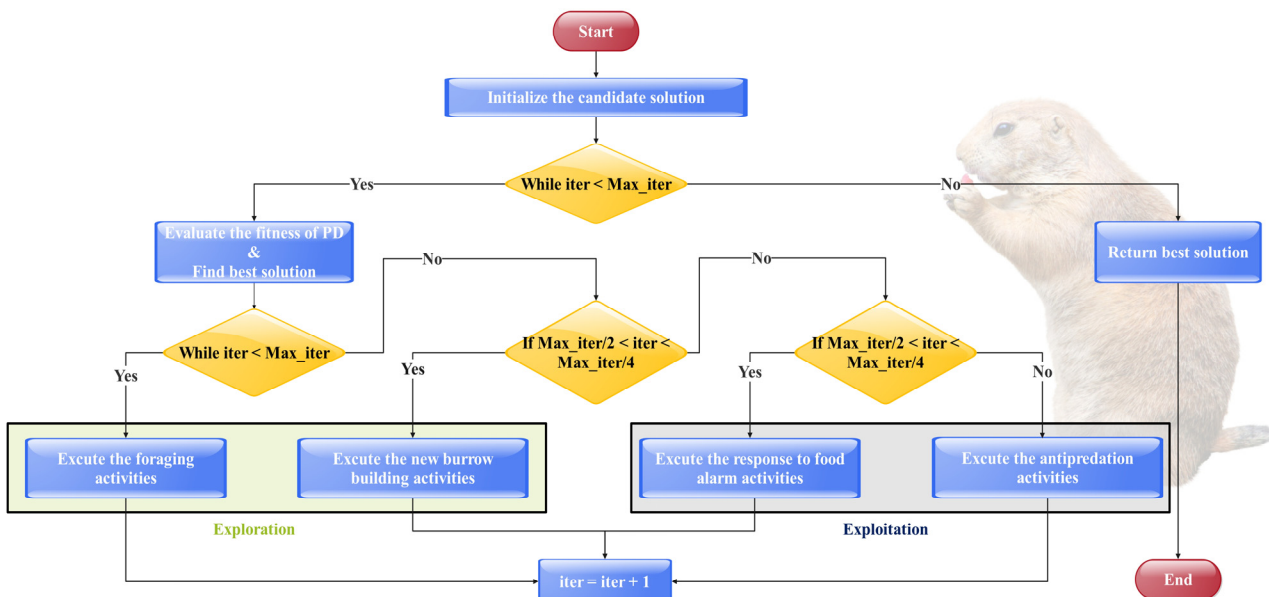 Start
Initialize the candidate solution
While iter < Max_iter
Yes
No
Evaluate the fitness of PD
&
Find best solution
Return best solution
No
No
While iter < Max_iter
If Max_iter/2 < iter <
Max_iter/4
If Max_iter/2 < iter <
Max_iter/4
Yes
Yes
Yes
No
Excute the foraging
activities
Excute the new burrow
building activities
Excute the response to food
alarm activities
Excute the antipredation
activities
Exploration
Exploitation
iter = iter + 1
End